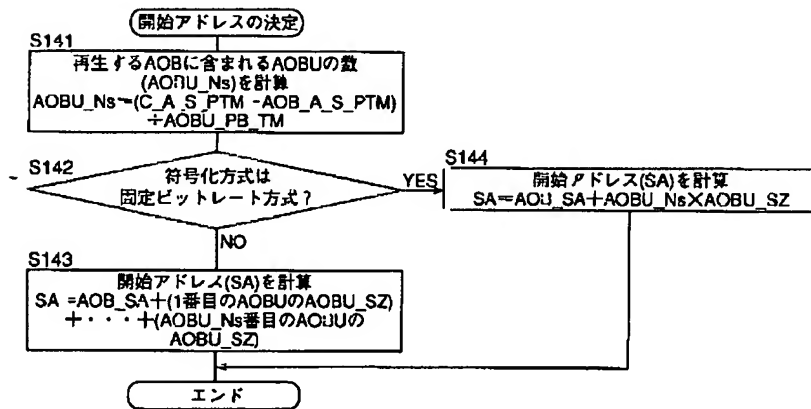 開始アドレスの決定
S141
再生するAOBに含まれるAOBUの数
(AOBU_Ns)を計算
AOBU_Ns=(C_A_S_PTM -AOB_A_S_PTM)
÷AOBU_PB_TM
S142
符号化方式は
固定ビットレート方式？
YES
S144
開始アドレス(SA)を計算
SA=AOB_SA+AOBU_Ns×AOBU_SZ
NO
S143
開始アドレス(SA)を計算
SA =AOB_SA+(1番目のAOBUのAOBU_SZ)
+・・・+(AOBU_Ns番目のAOBUの
AOBU_SZ)
エンド